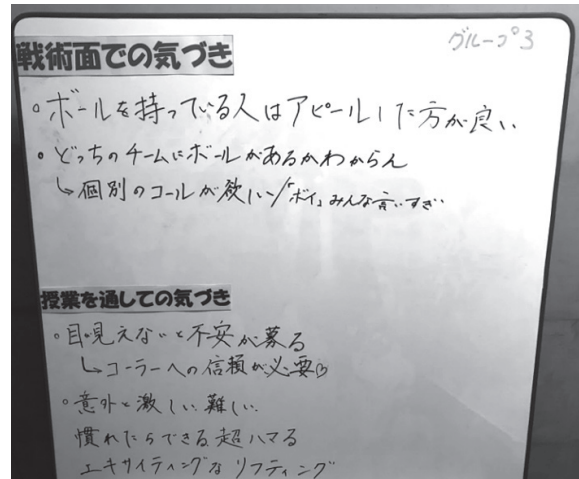 グループ3
戦術面での気づき
・ボールを持っている人はアピールした方が良い
・どっちのチームにボールがあるかわからん
↳個別のコールが欲しい/「ボイ」みんな言いすぎ
授業を通しての気づき
・目見えないと不安が募る
↳コーラーへの信頼が必要♡
・意外と激しい難しい
慣れたらできる超ハマる
エキサイティングなリフティング